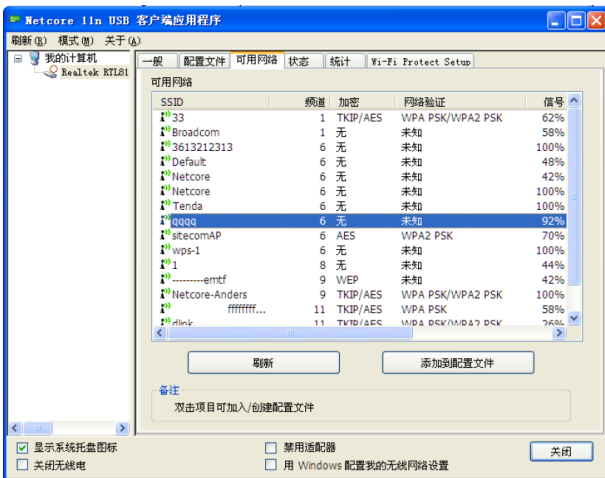 Netcore 11n USB 客户端应用程序
刷新(R) 模式(M) 关于(A)
我的计算机
Realtek RTL81
一般 配置文件 可用网络 状态 统计 Wi-Fi Protect Setup
可用网络
SSID 频道 加密 网络验证 信号
33 1 TKIP/AES WPA PSK/WPA2 PSK 62%
Broadcom 1 无 未知 58%
3613212313 6 无 未知 100%
Default 6 无 未知 48%
Netcore 6 无 未知 42%
Netcore 6 无 未知 100%
Tenda 6 无 未知 100%
qqqq 6 无 未知 92%
sitecomAP 6 AES WPA2 PSK 70%
wps-1 6 无 未知 100%
1 8 无 未知 44%
---------emtf 9 WEP 未知 42%
Netcore-Anders 9 TKIP/AES WPA PSK/WPA2 PSK 100%
ffffffff... 11 TKIP/AES WPA PSK 58%
dlink 11 TKIP/AES WPA PSK/WPA2 PSK 26%
刷新 添加到配置文件
备注
双击项目可加入/创建配置文件
显示系统托盘图标 禁用适配器 关闭
关闭无线电 用 Windows 配置我的无线网络设置